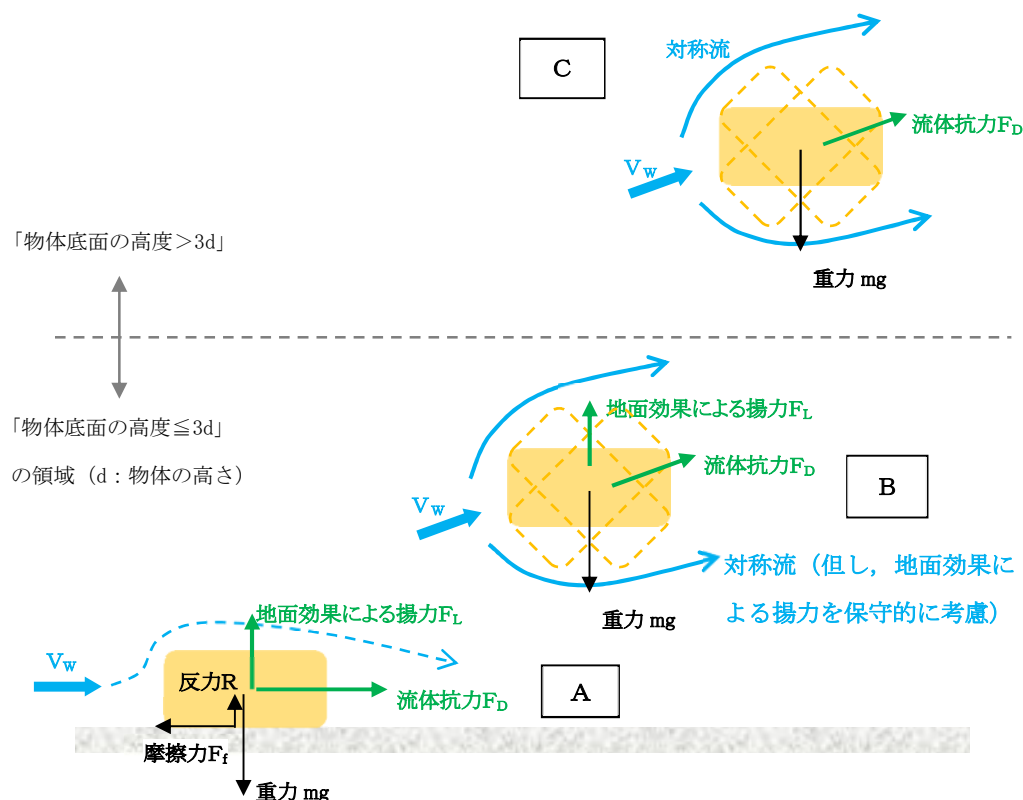 C
対称流
流体抗力FD
VW
重力 mg
「物体底面の高度＞3d」
「物体底面の高度≦3d」
の領域（d：物体の高さ）
地面効果による揚力FL
流体抗力FD
B
VW
対称流（但し，地面効果に
よる揚力を保守的に考慮）
重力 mg
地面効果による揚力FL
VW
反力R
流体抗力FD
A
摩擦力Ff
重力 mg